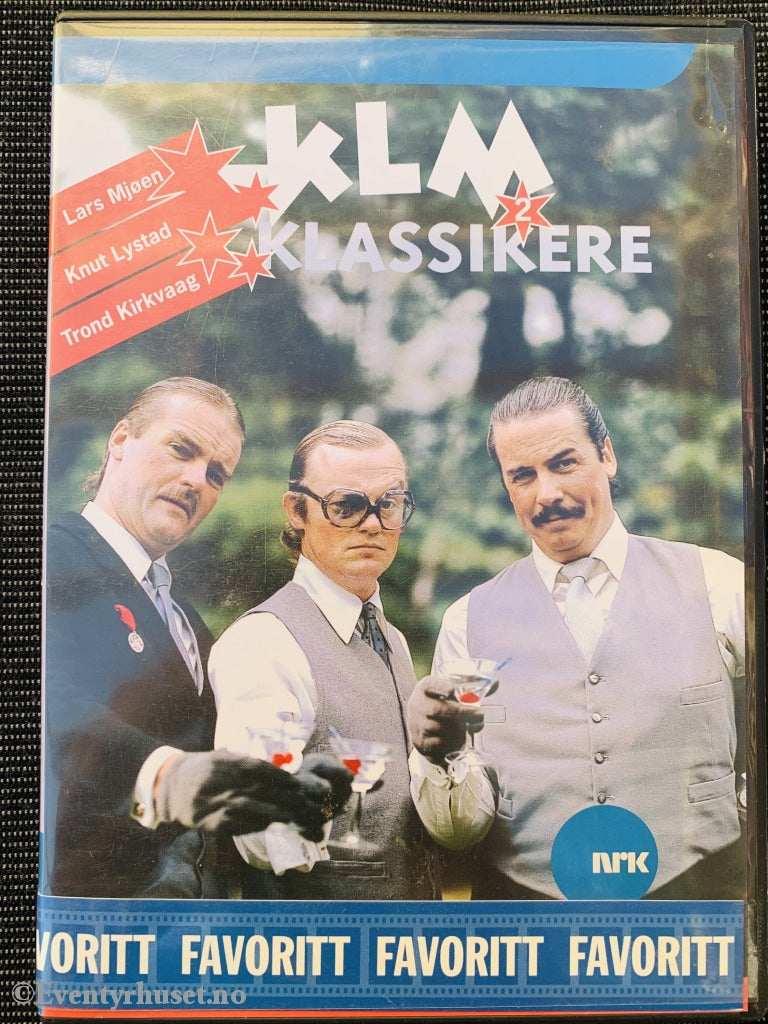 KLM
2
KLASSIKERE
Lars Mjøen
Knut Lystad
Trond Kirkvaag
nrk
VORITT FAVORITT FAVORITT FAVORITT
©Eventyrhuset.no